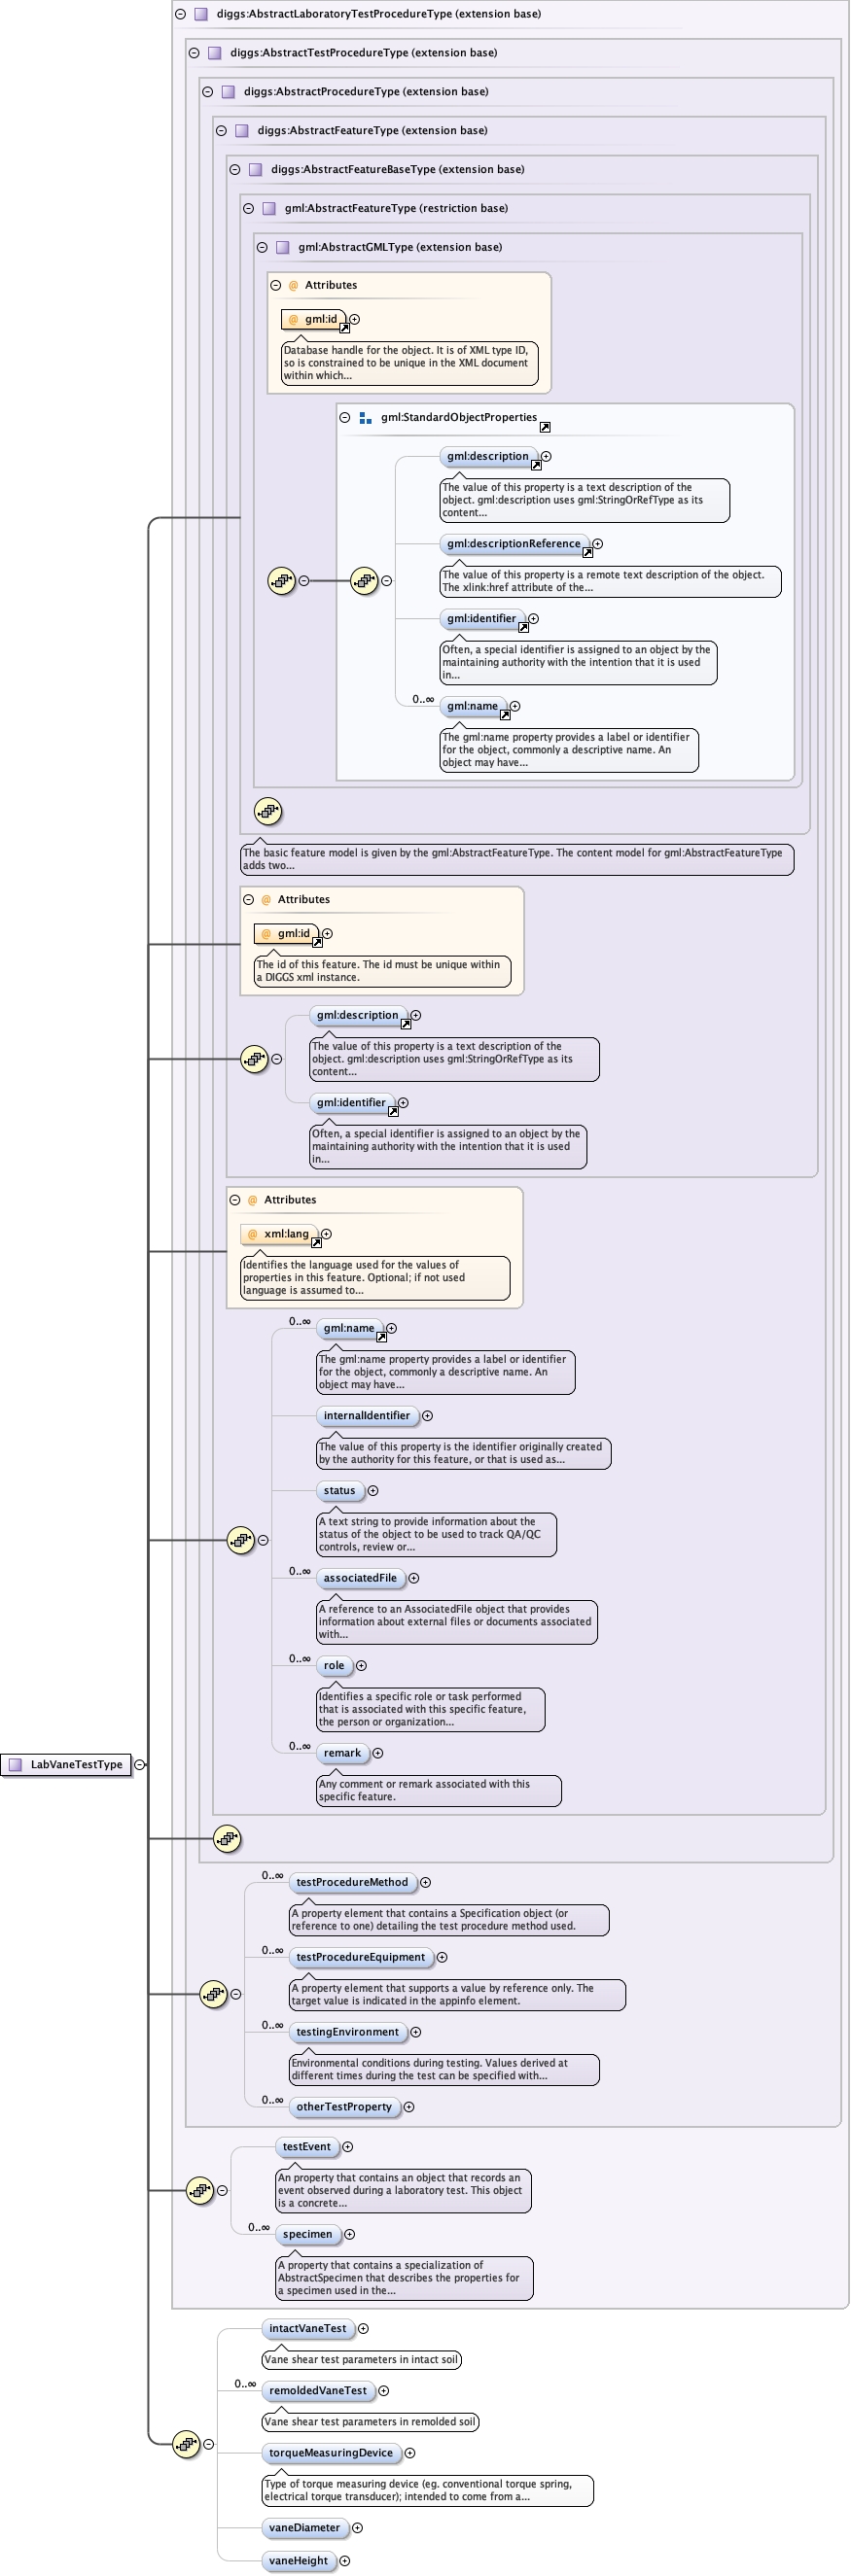 diggs:AbstractLaboratoryTestProcedureType (extension base)
diggs:AbstractTestProcedureType (extension base)
diggs:AbstractProcedureType (extension base)
diggs:AbstractFeatureType (extension base)
diggs:AbstractFeatureBaseType (extension base)
gml:AbstractFeatureType (restriction base)
gml:AbstractGMLType (extension base)
@ Attributes
@ gml:id
Database handle for the object. It is of XML type ID,
so is constrained to be unique in the XML document
within which...
gml:StandardObjectProperties
gml:description
The value of this property is a text description of the
object. gml:description uses gml:StringOrRefType as its
content...
gml:descriptionReference
The value of this property is a remote text description of the object.
The xlink:href attribute of the...
gml:identifier
Often, a special identifier is assigned to an object by the
maintaining authority with the intention that it is used
in...
0..∞
gml:name
The gml:name property provides a label or identifier
for the object, commonly a descriptive name. An
object may have...
The basic feature model is given by the gml:AbstractFeatureType. The content model for gml:AbstractFeatureType
adds two...
@ Attributes
@ gml:id
The id of this feature. The id must be unique within
a DIGGS xml instance.
gml:description
The value of this property is a text description of the
object. gml:description uses gml:StringOrRefType as its
content...
gml:identifier
Often, a special identifier is assigned to an object by the
maintaining authority with the intention that it is used
in...
@ Attributes
@ xml:lang
Identifies the language used for the values of
properties in this feature. Optional; if not used
language is assumed to...
0..∞
gml:name
The gml:name property provides a label or identifier
for the object, commonly a descriptive name. An
object may have...
internalIdentifier
The value of this property is the identifier originally created
by the authority for this feature, or that is used as...
status
A text string to provide information about the
status of the object to be used to track QA/QC
controls, review or...
0..∞
associatedFile
A reference to an AssociatedFile object that provides
information about external files or documents associated
with...
0..∞
role
Identifies a specific role or task performed
that is associated with this specific feature,
the person or organization...
0..∞
remark
LabVaneTestType
Any comment or remark associated with this
specific feature.
0..∞
testProcedureMethod
A property element that contains a Specification object (or
reference to one) detailing the test procedure method used.
0..∞
testProcedureEquipment
A property element that supports a value by reference only. The
target value is indicated in the appinfo element.
0..∞
testingEnvironment
Environmental conditions during testing. Values derived at
different times during the test can be specified with...
0..∞
otherTestProperty
testEvent
An property that contains an object that records an
event observed during a laboratory test. This object
is a concrete...
0..∞
specimen
A property that contains a specialization of
AbstractSpecimen that describes the properties for
a specimen used in the...
intactVaneTest
Vane shear test parameters in intact soil
0..∞
remoldedVaneTest
Vane shear test parameters in remolded soil
torqueMeasuringDevice
Type of torque measuring device (eg. conventional torque spring,
electrical torque transducer); intended to come from a...
vaneDiameter
vaneHeight